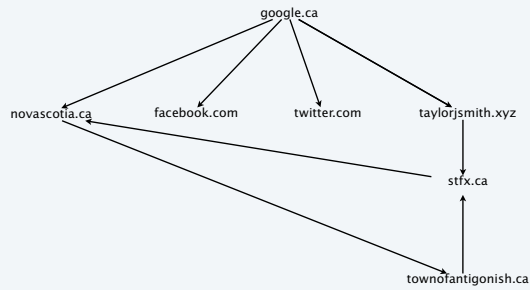 google.ca
novascotia.ca
facebook.com
twitter.com
taylorjsmith.xyz
stfx.ca
townofantigonish.ca